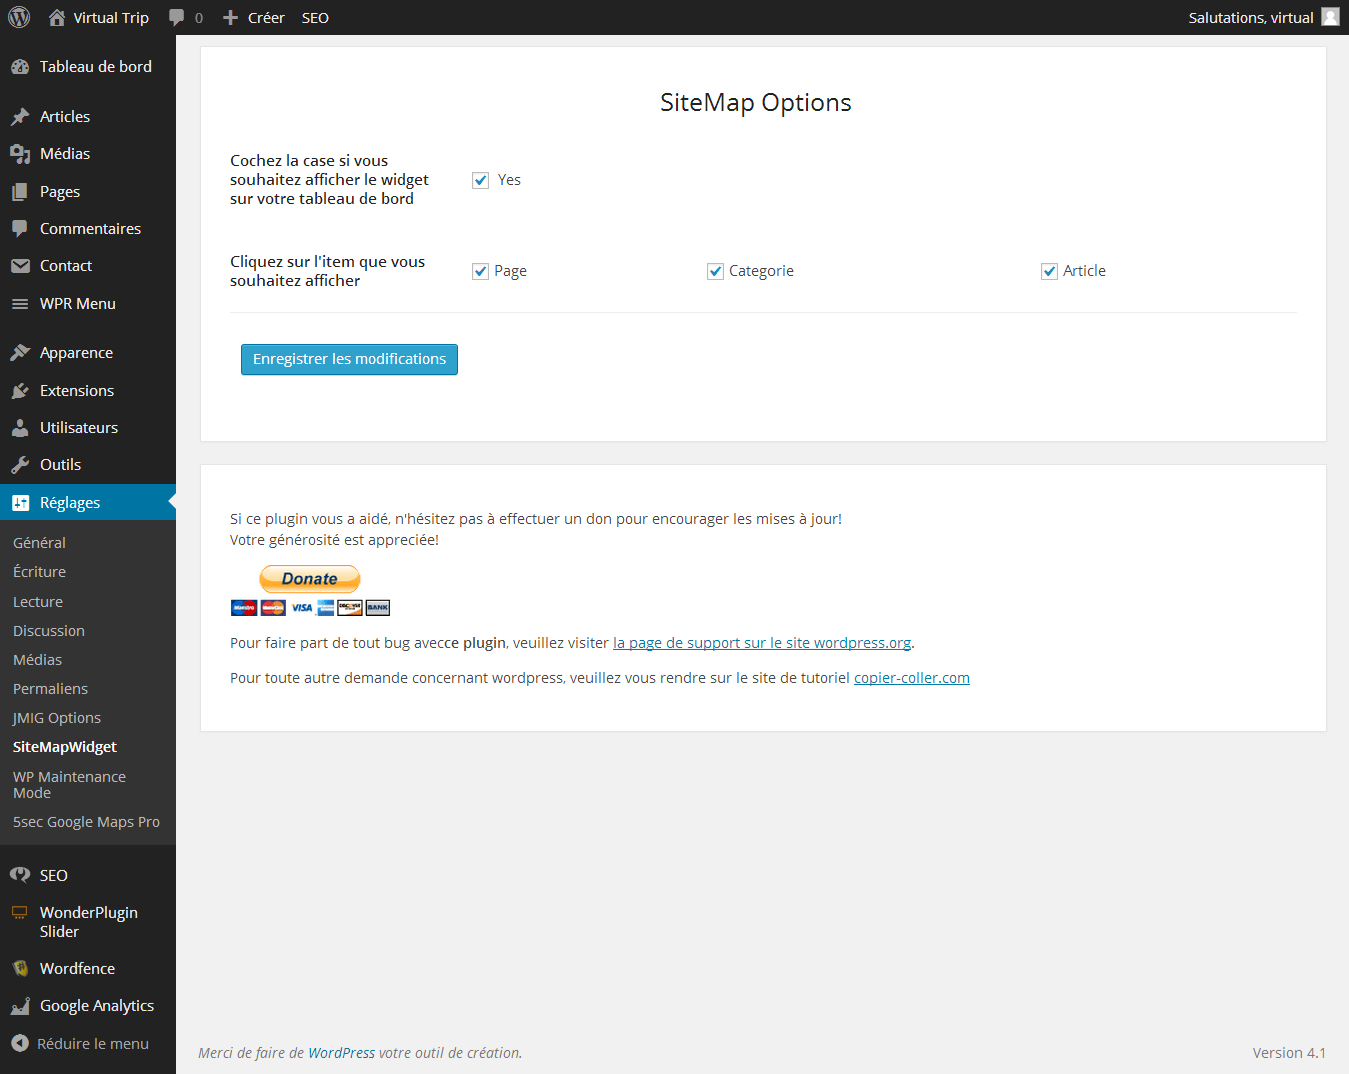 Virtual Trip 0 Créer SEO Salutations, virtual
Tableau de bord
Articles
Médias
Pages
Commentaires
Contact
WPR Menu
Apparence
Extensions
Utilisateurs
Outils
Réglages
Général
Écriture
Lecture
Discussion
Médias
Permaliens
JMIG Options
SiteMapWidget
WP Maintenance
Mode
5sec Google Maps Pro
SEO
WonderPlugin
Slider
Wordfence
Google Analytics
Réduire le menu
SiteMap Options
Cochez la case si vous
souhaitez afficher le widget
sur votre tableau de bord
Yes
Cliquez sur l'item que vous
souhaitez afficher
Page Categorie Article
Enregistrer les modifications
Si ce plugin vous a aidé, n'hésitez pas à effectuer un don pour encourager les mises à jour!
Votre générosité est appreciée!
Donate
Maestro MasterCard VISA DISCOVER BANK
Pour faire part de tout bug avecce plugin, veuillez visiter la page de support sur le site wordpress.org.
Pour toute autre demande concernant wordpress, veuillez vous rendre sur le site de tutoriel copier-coller.com
Merci de faire de WordPress votre outil de création. Version 4.1